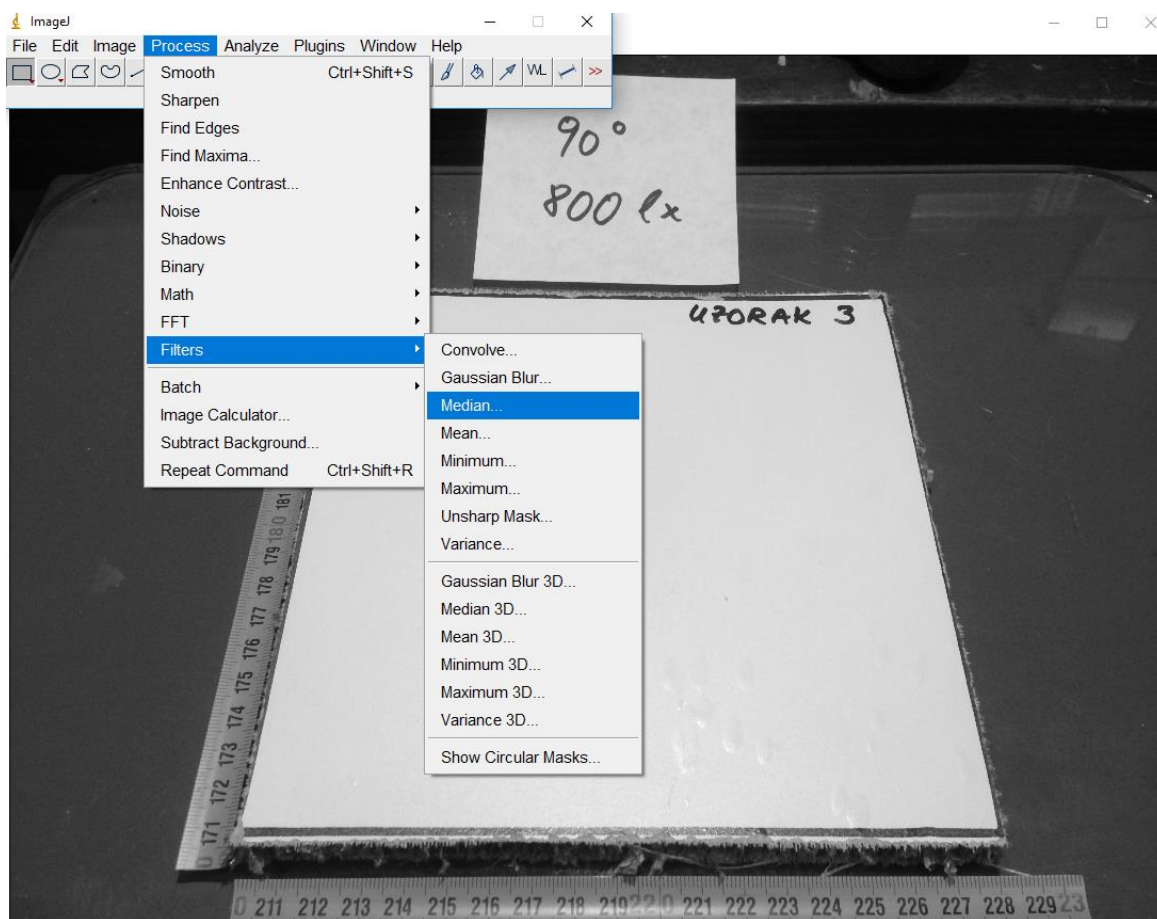 ImageJ
File Edit Image Process Analyze Plugins Window Help
>>
Smooth Ctrl+Shift+S
Sharpen
Find Edges
Find Maxima...
Enhance Contrast...
Noise
Shadows
Binary
Math
FFT
Filters
Batch
Image Calculator...
Subtract Background...
Repeat Command Ctrl+Shift+R
Convolve...
Gaussian Blur...
Median...
Mean...
Minimum...
Maximum...
Unsharp Mask...
Variance...
Gaussian Blur 3D...
Median 3D...
Mean 3D...
Minimum 3D...
Maximum 3D...
Variance 3D...
Show Circular Masks...
90°
800 lx
UZORAK 3
0 171 172 173 174 175 176 177 178 179 180 181
0 211 212 213 214 215 216 217 218 219 220 221 222 223 224 225 226 227 228 229 23